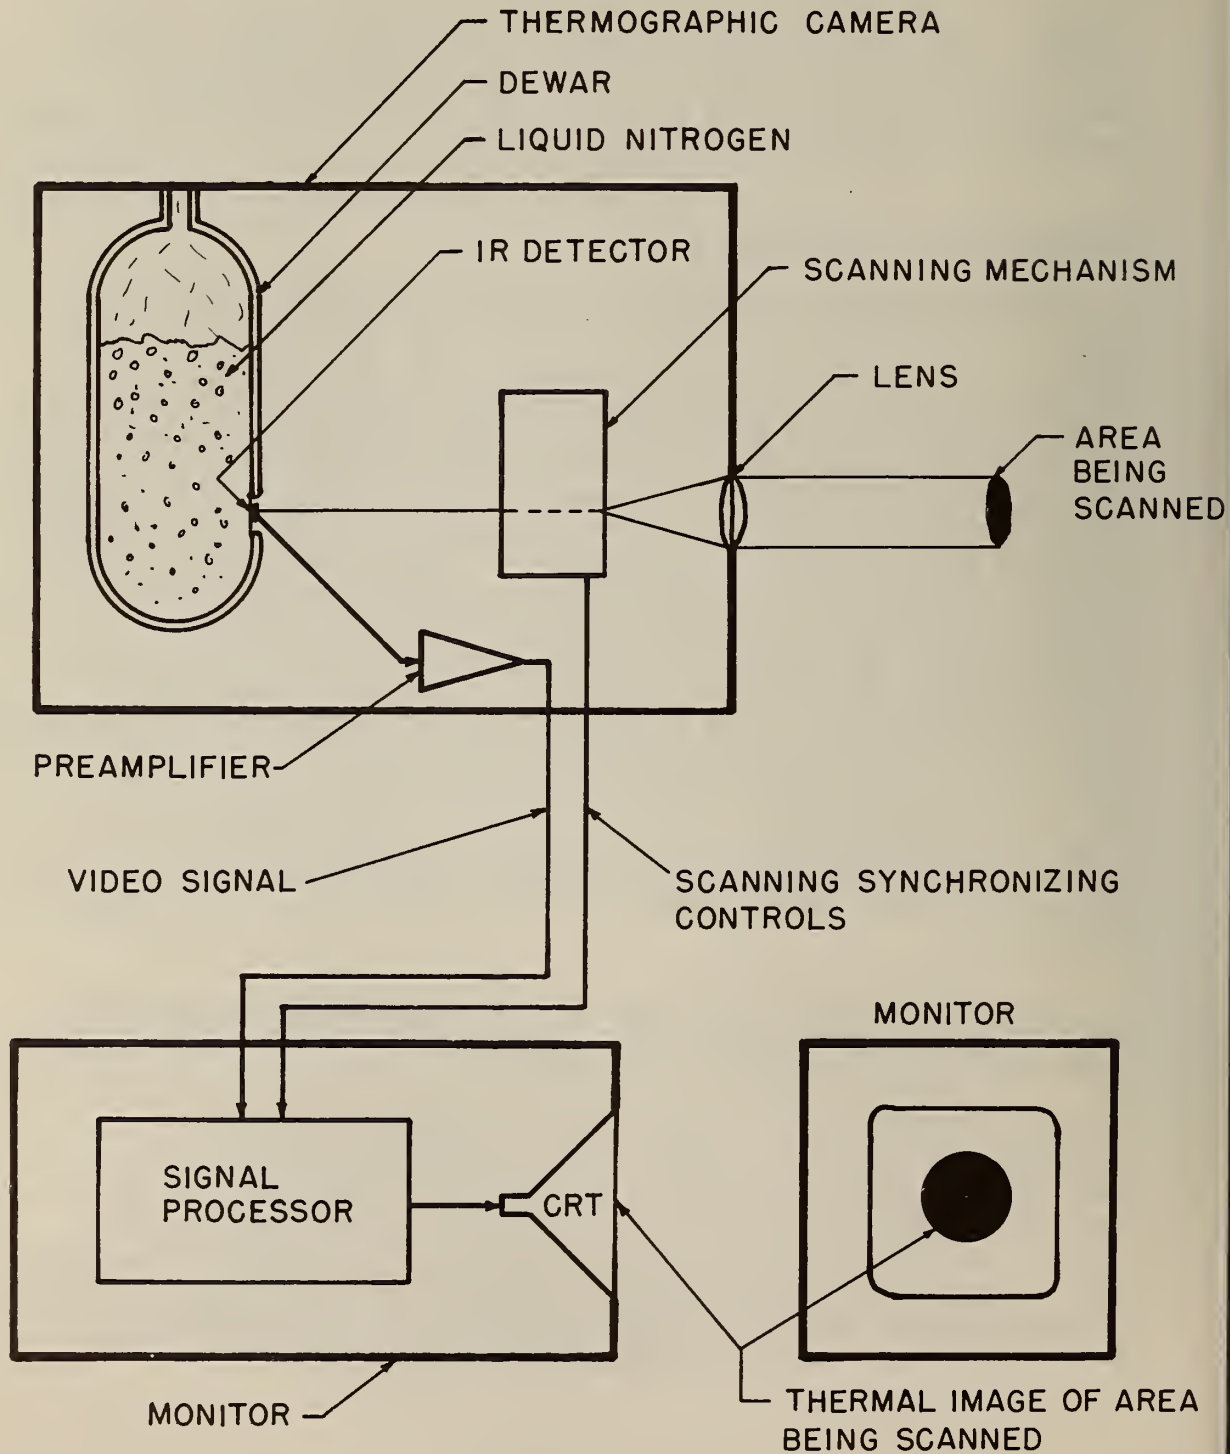 THERMOGRAPHIC CAMERA
DEWAR
LIQUID NITROGEN
IR DETECTOR
SCANNING MECHANISM
LENS
AREA
BEING
SCANNED
PREAMPLIFIER
VIDEO SIGNAL
SCANNING SYNCHRONIZING
CONTROLS
MONITOR
SIGNAL
PROCESSOR
CRT
MONITOR
THERMAL IMAGE OF AREA
BEING SCANNED